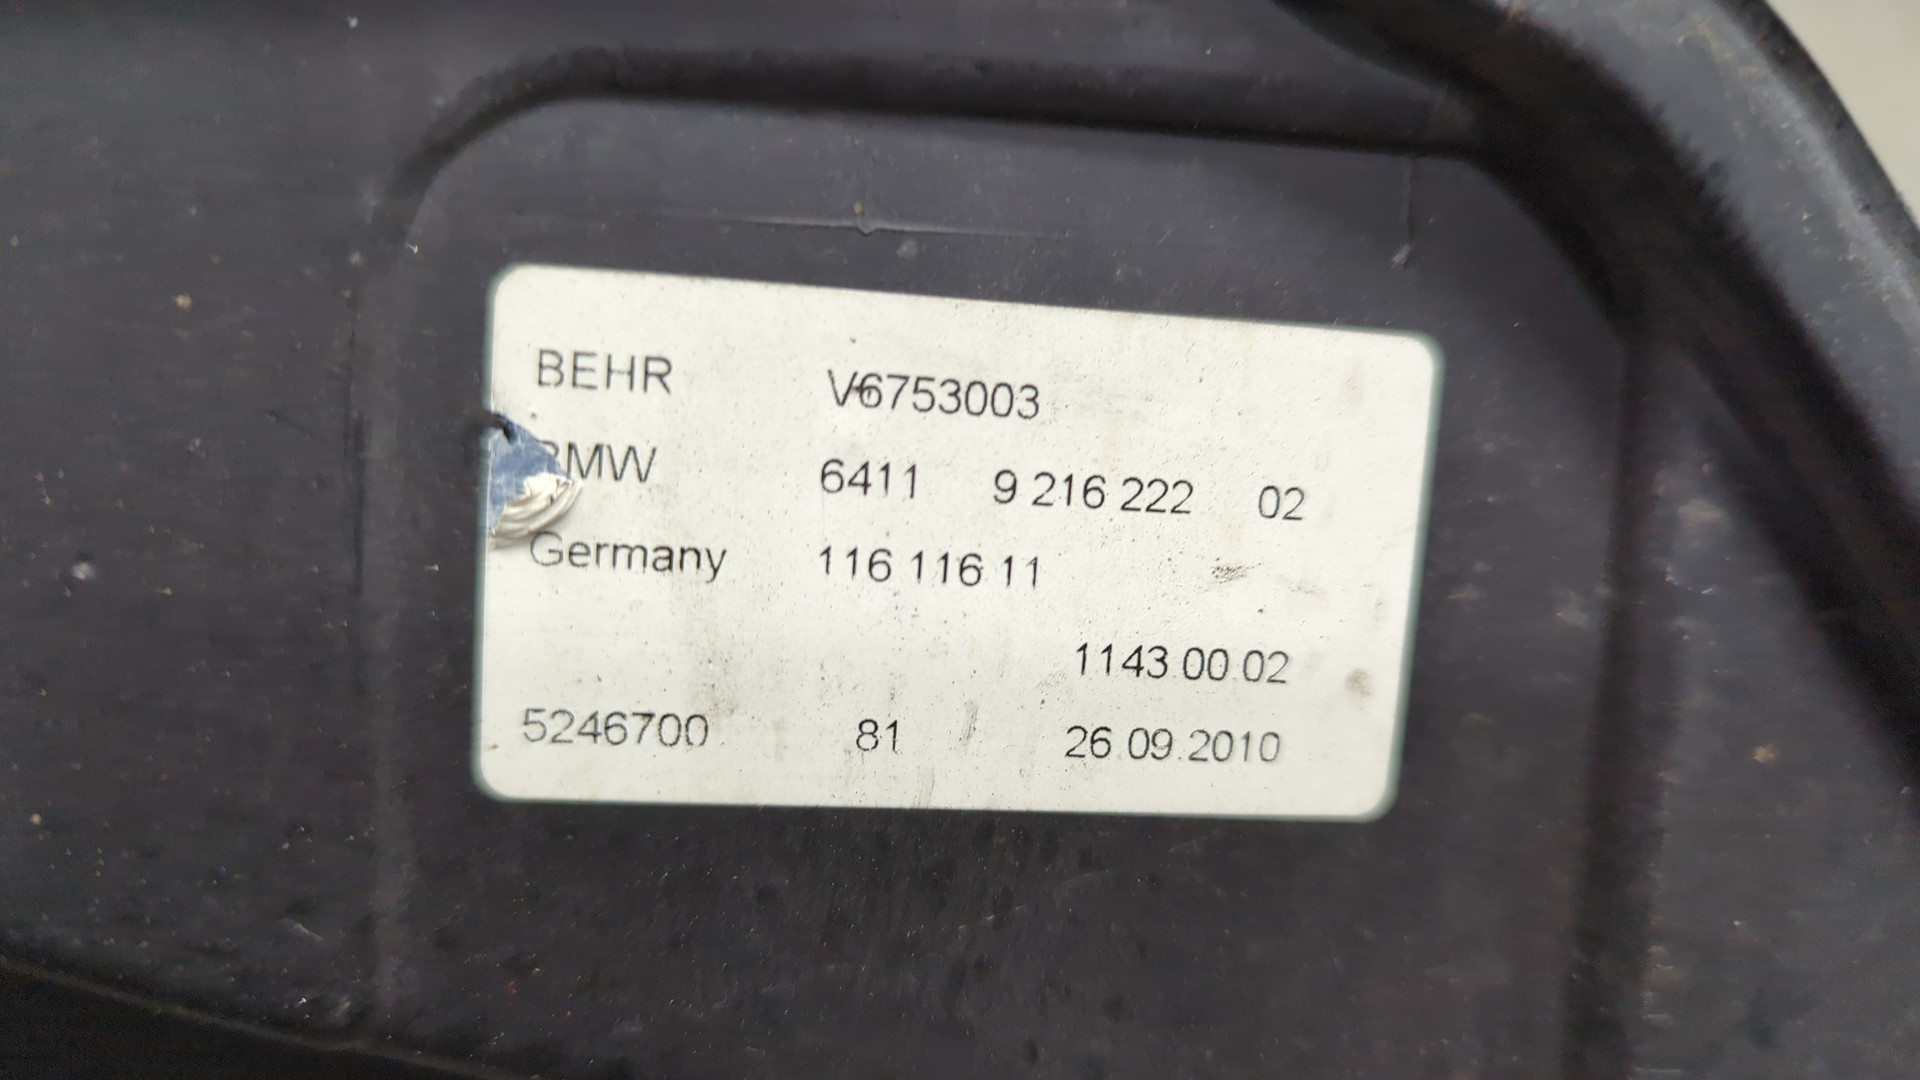 BEHR V6753003
BMW 6411 9 216 222 02
Germany 116 116 11
1143 00 02
5246700 81 26.09.2010